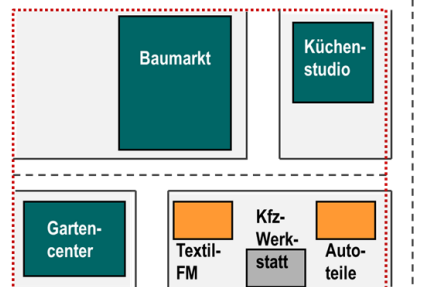 Baumarkt
Küchen-
studio
Garten-
center
Textil-
FM
Kfz-
Werk-
statt
Auto-
teile